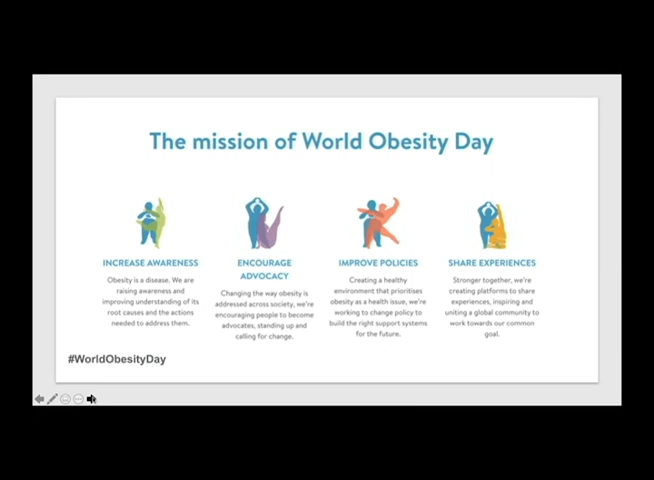 The mission of World Obesity Day
INCREASE AWARENESS
Obesity is a disease. We are
raising awareness and
improving understanding of its
root causes and the actions
needed to address them.
ENCOURAGE
ADVOCACY
Changing the way obesity is
addressed across society, we're
encouraging people to become
advocates, standing up and
calling for change.
IMPROVE POLICIES
Creating a healthy
environment that prioritises
obesity as a health issue, we're
working to change policy to
build the right support systems
for the future.
SHARE EXPERIENCES
Stronger together, we're
creating platforms to share
experiences, inspiring and
uniting a global community to
work towards our common
goal.
#WorldObesityDay